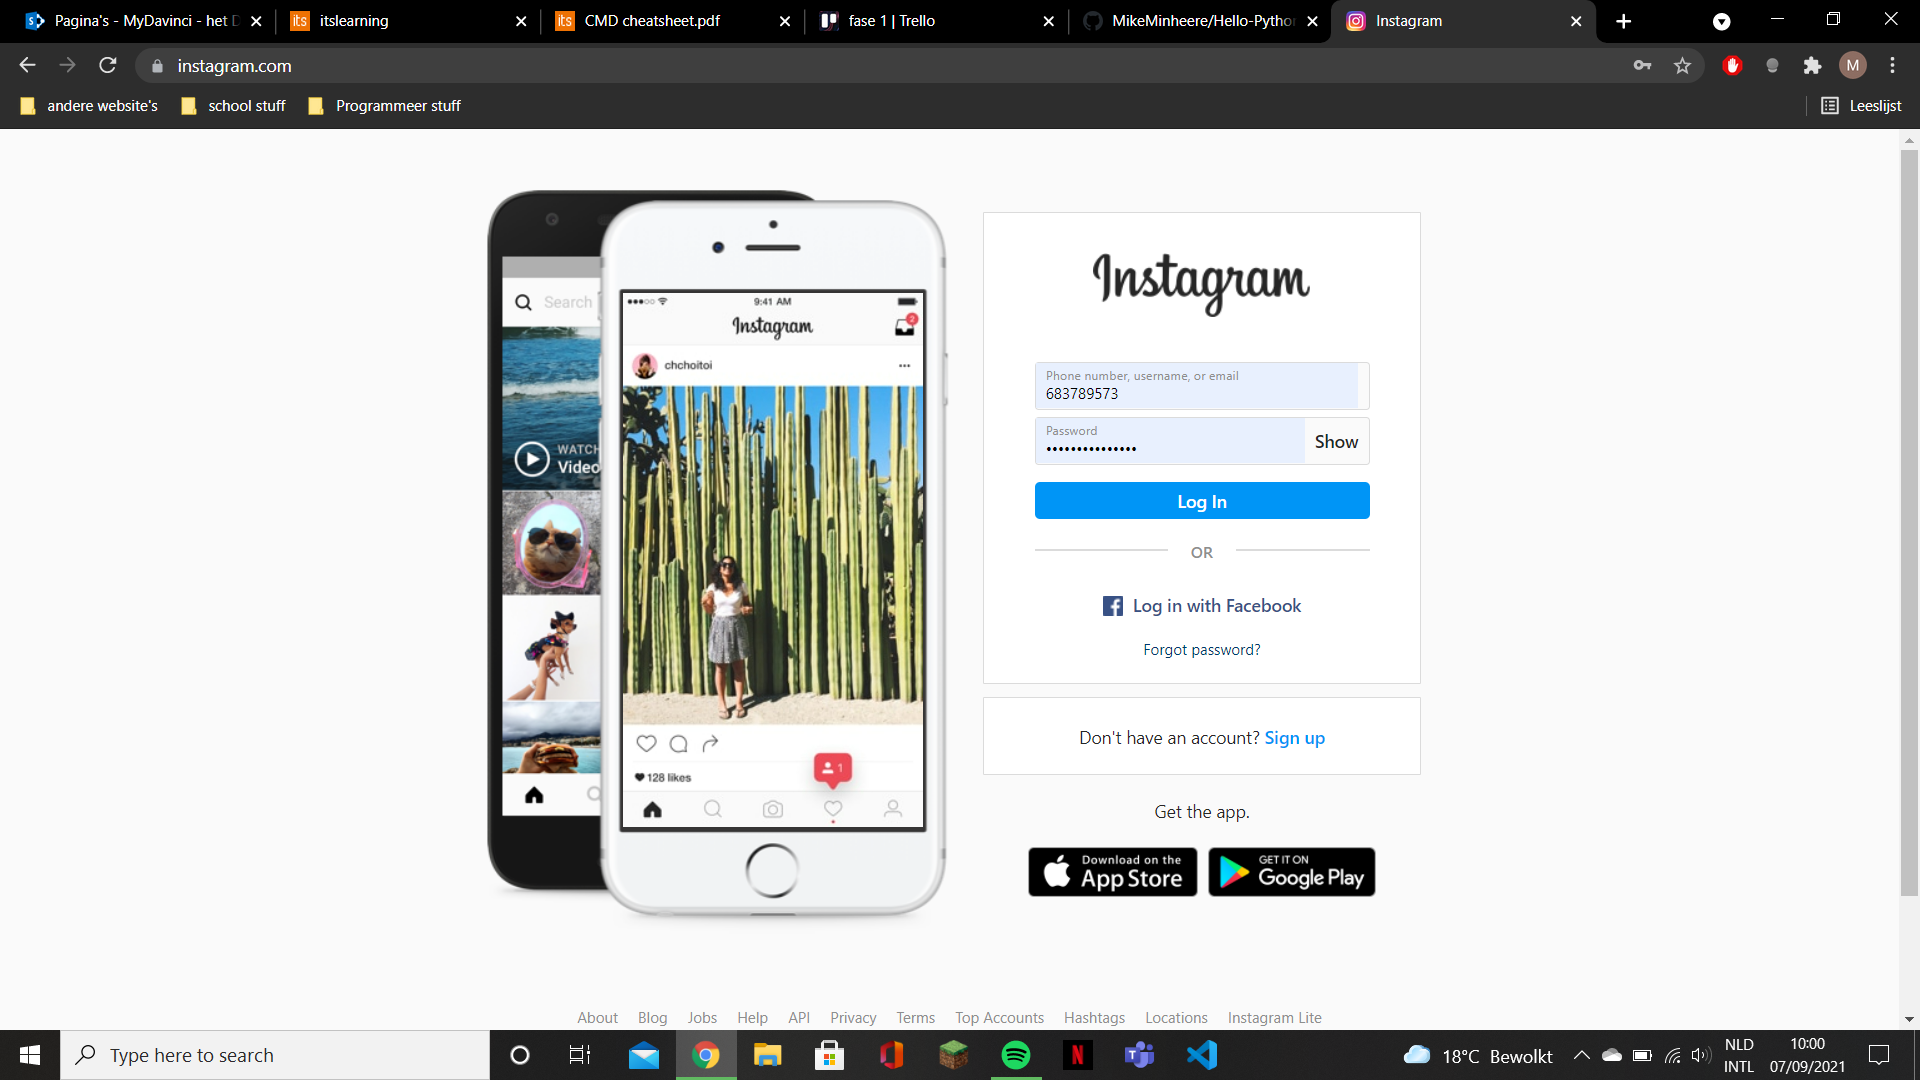 Pagina's - MyDavinci - het D
itslearning
CMD cheatsheet.pdf
fase 1 | Trello
MikeMinheere/Hello-Python
Instagram
instagram.com
M
andere website's
school stuff
Programmeer stuff
Leeslijst
Search
WATCH
Video
9:41 AM
Instagram
2
chchoitoi
1
128 likes
Instagram
Phone number, username, or email
683789573
Password
•••••••••••••••
Show
Log In
OR
Log in with Facebook
Forgot password?
Don't have an account? Sign up
Get the app.
Download on the
App Store
GET IT ON
Google Play
About Blog Jobs Help API Privacy Terms Top Accounts Hashtags Locations Instagram Lite
Type here to search
18°C Bewolkt
NLD
INTL
10:00
07/09/2021